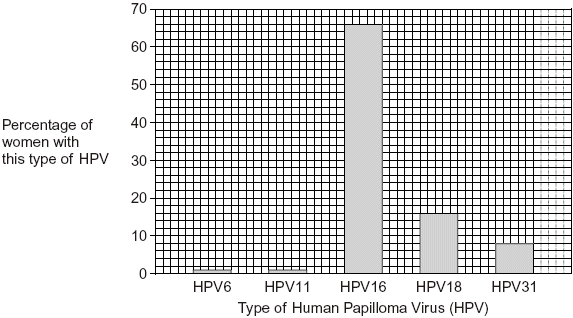 70
60
50
40
30
20
10
0
Percentage of
women with
this type of HPV
HPV6 HPV11 HPV16 HPV18 HPV31
Type of Human Papilloma Virus (HPV)